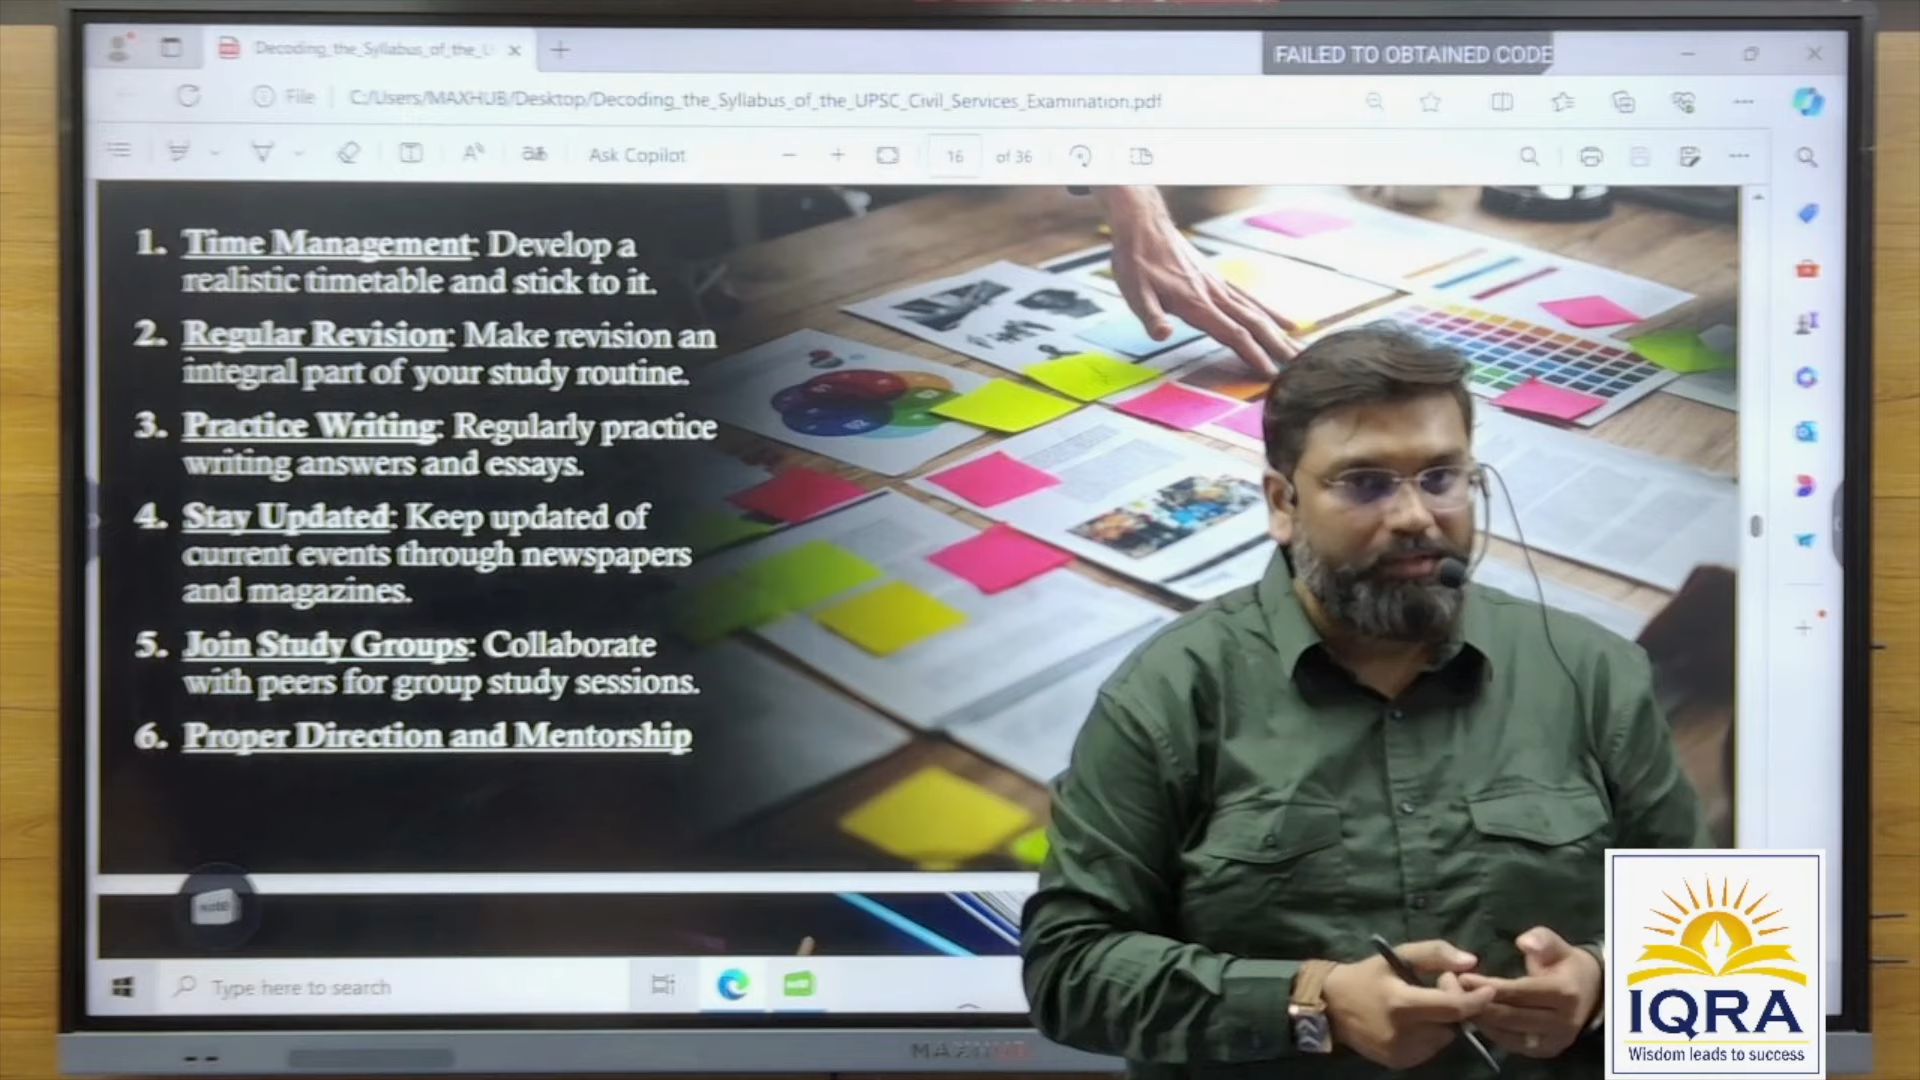 Decoding_the_Syllabus_of_the_U
FAILED TO OBTAINED CODE
File
C:/Users/MAXHUB/Desktop/Decoding_the_Syllabus_of_the_UPSC_Civil_Services_Examination.pdf
Ask Copilot
16 of 36
1. Time Management: Develop a
realistic timetable and stick to it.
2. Regular Revision: Make revision an
integral part of your study routine.
3. Practice Writing: Regularly practice
writing answers and essays.
4. Stay Updated: Keep updated of
current events through newspapers
and magazines.
5. Join Study Groups: Collaborate
with peers for group study sessions.
6. Proper Direction and Mentorship
Type here to search
MAXHUB
IQRA
Wisdom leads to success